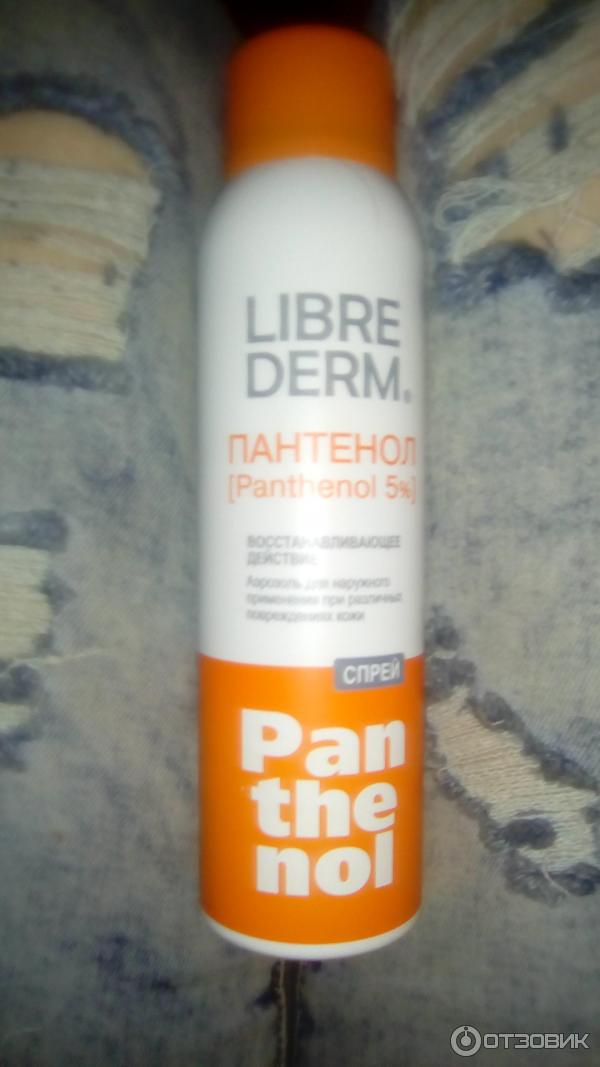 LIBRE
DERM®
ПАНТЕНОЛ
[Panthenol 5%]
ВОССТАНАВЛИВАЮЩЕЕ
ДЕЙСТВИЕ
Аэрозоль для наружного
применения при различных
повреждениях кожи
СПРЕЙ
Pan
the
nol
ОТЗОВИК